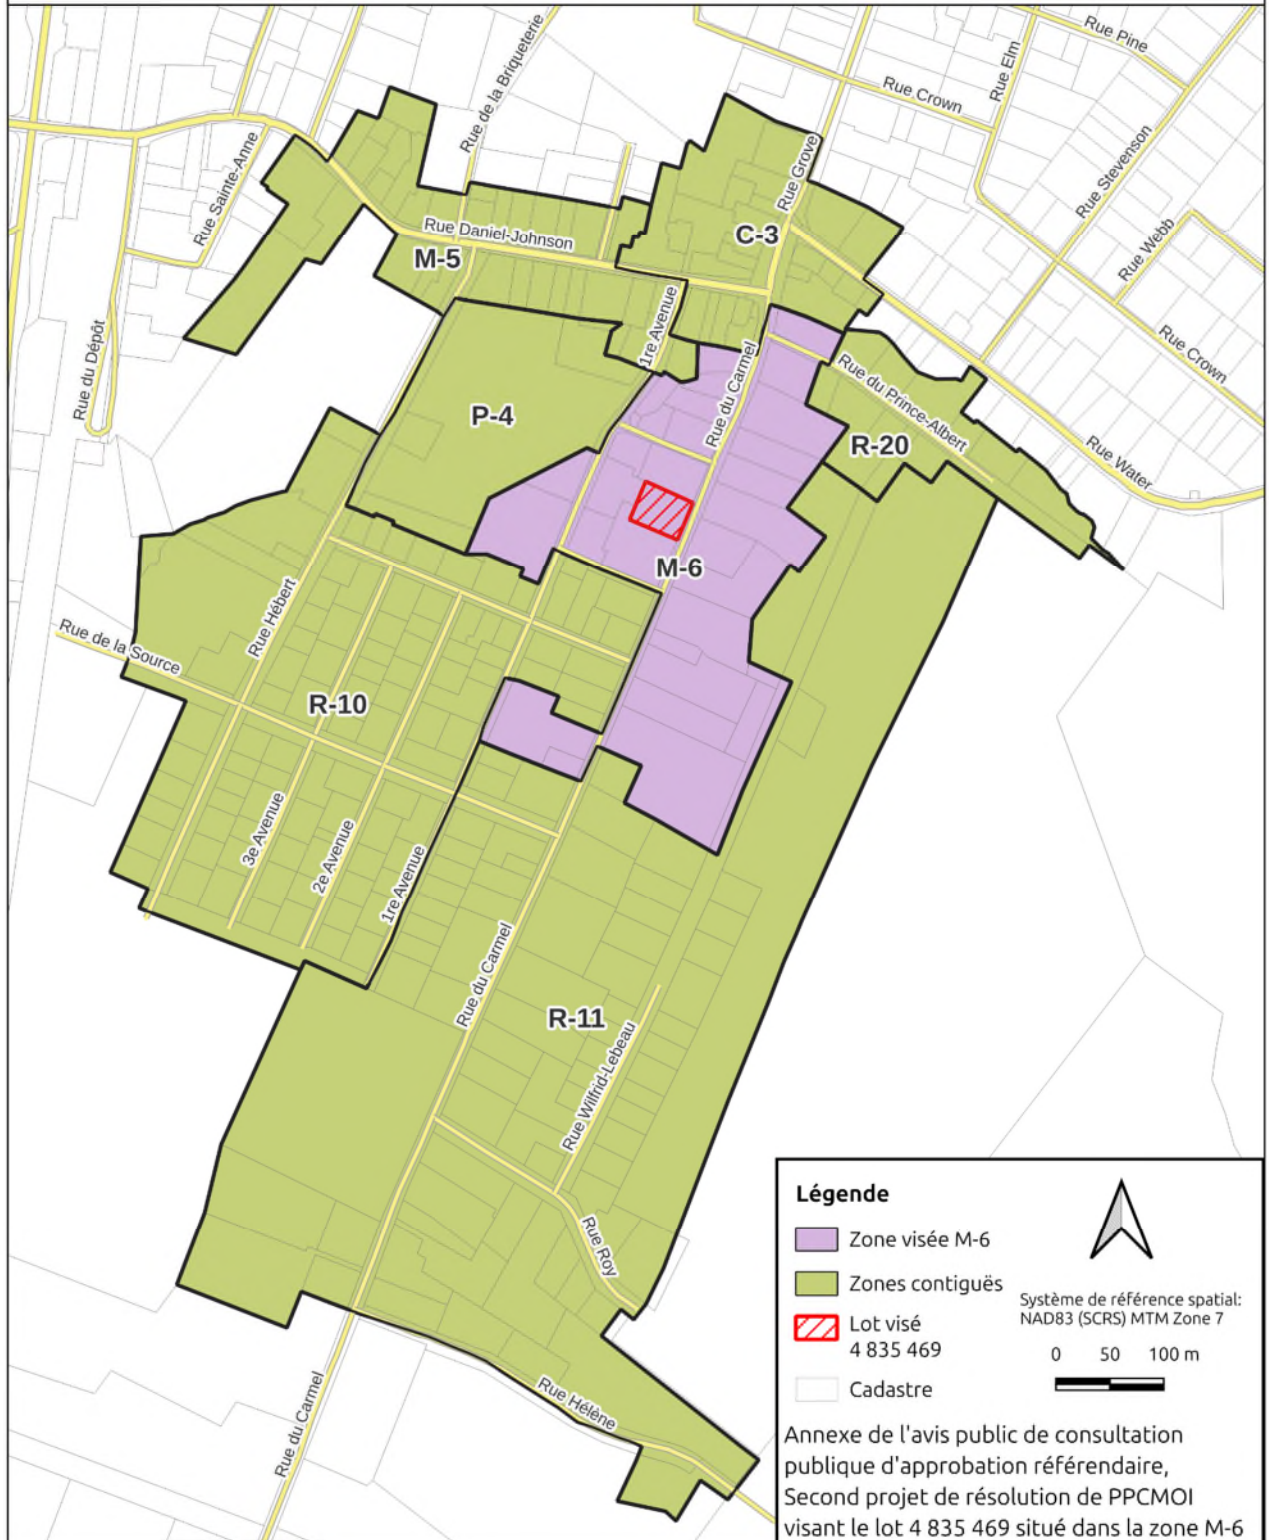 Rue Pine
Rue Elm
Rue Crown
Rue de la Briqueterie
Rue Stevenson
Rue Sainte-Anne
Rue Grove
Rue Webb
C-3
Rue Daniel-Johnson
M-5
1re Avenue
Rue du Dépôt
Rue Crown
Rue du Carmel
Rue du Prince-Albert
P-4
R-20
Rue Water
M-6
Rue Hébert
Rue de la Source
R-10
3e Avenue
2e Avenue
1re Avenue
Rue du Carmel
R-11
Rue Wilfrid-Lebeau
Rue Roy
Rue Hélène
Rue du Carmel
Légende
Zone visée M-6
Zones contiguës
Lot visé
4 835 469
Cadastre
Système de référence spatial:
NAD83 (SCRS) MTM Zone 7
0 50 100 m
Annexe de l'avis public de consultation
publique d'approbation référendaire,
Second projet de résolution de PPCMOI
visant le lot 4 835 469 situé dans la zone M-6